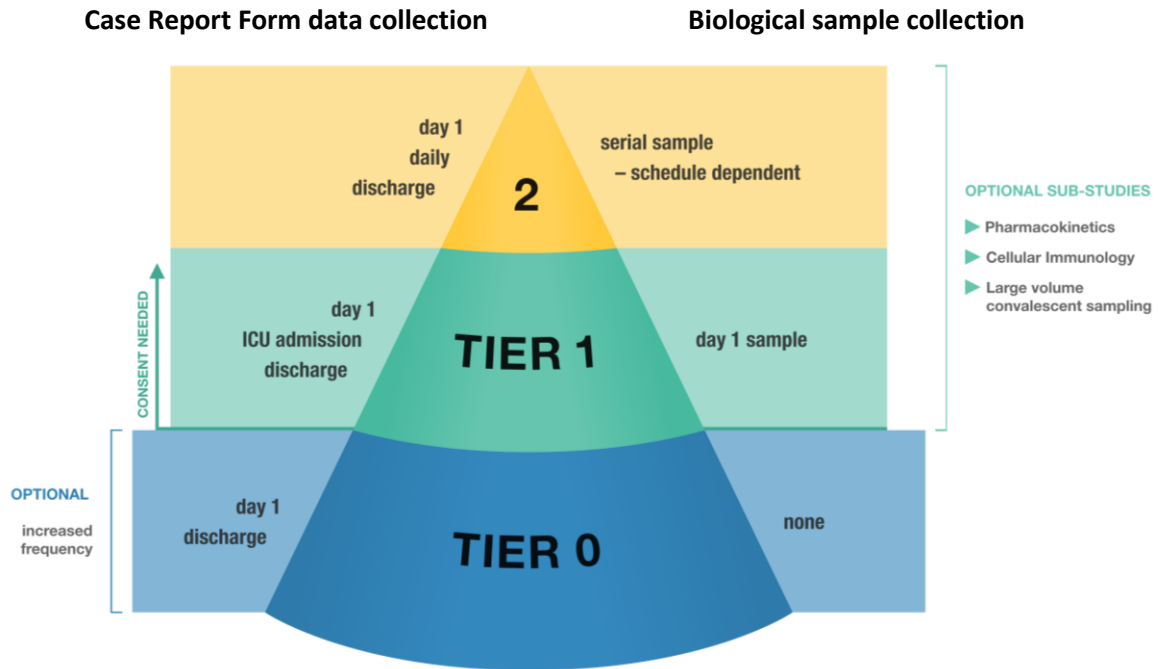 Case Report Form data collection
Biological sample collection
day 1
daily
discharge
2
serial sample
– schedule dependent
OPTIONAL SUB-STUDIES
Pharmacokinetics
Cellular Immunology
Large volume
convalescent sampling
CONSENT NEEDED
day 1
ICU admission
discharge
TIER 1
day 1 sample
OPTIONAL
increased
frequency
day 1
discharge
TIER 0
none